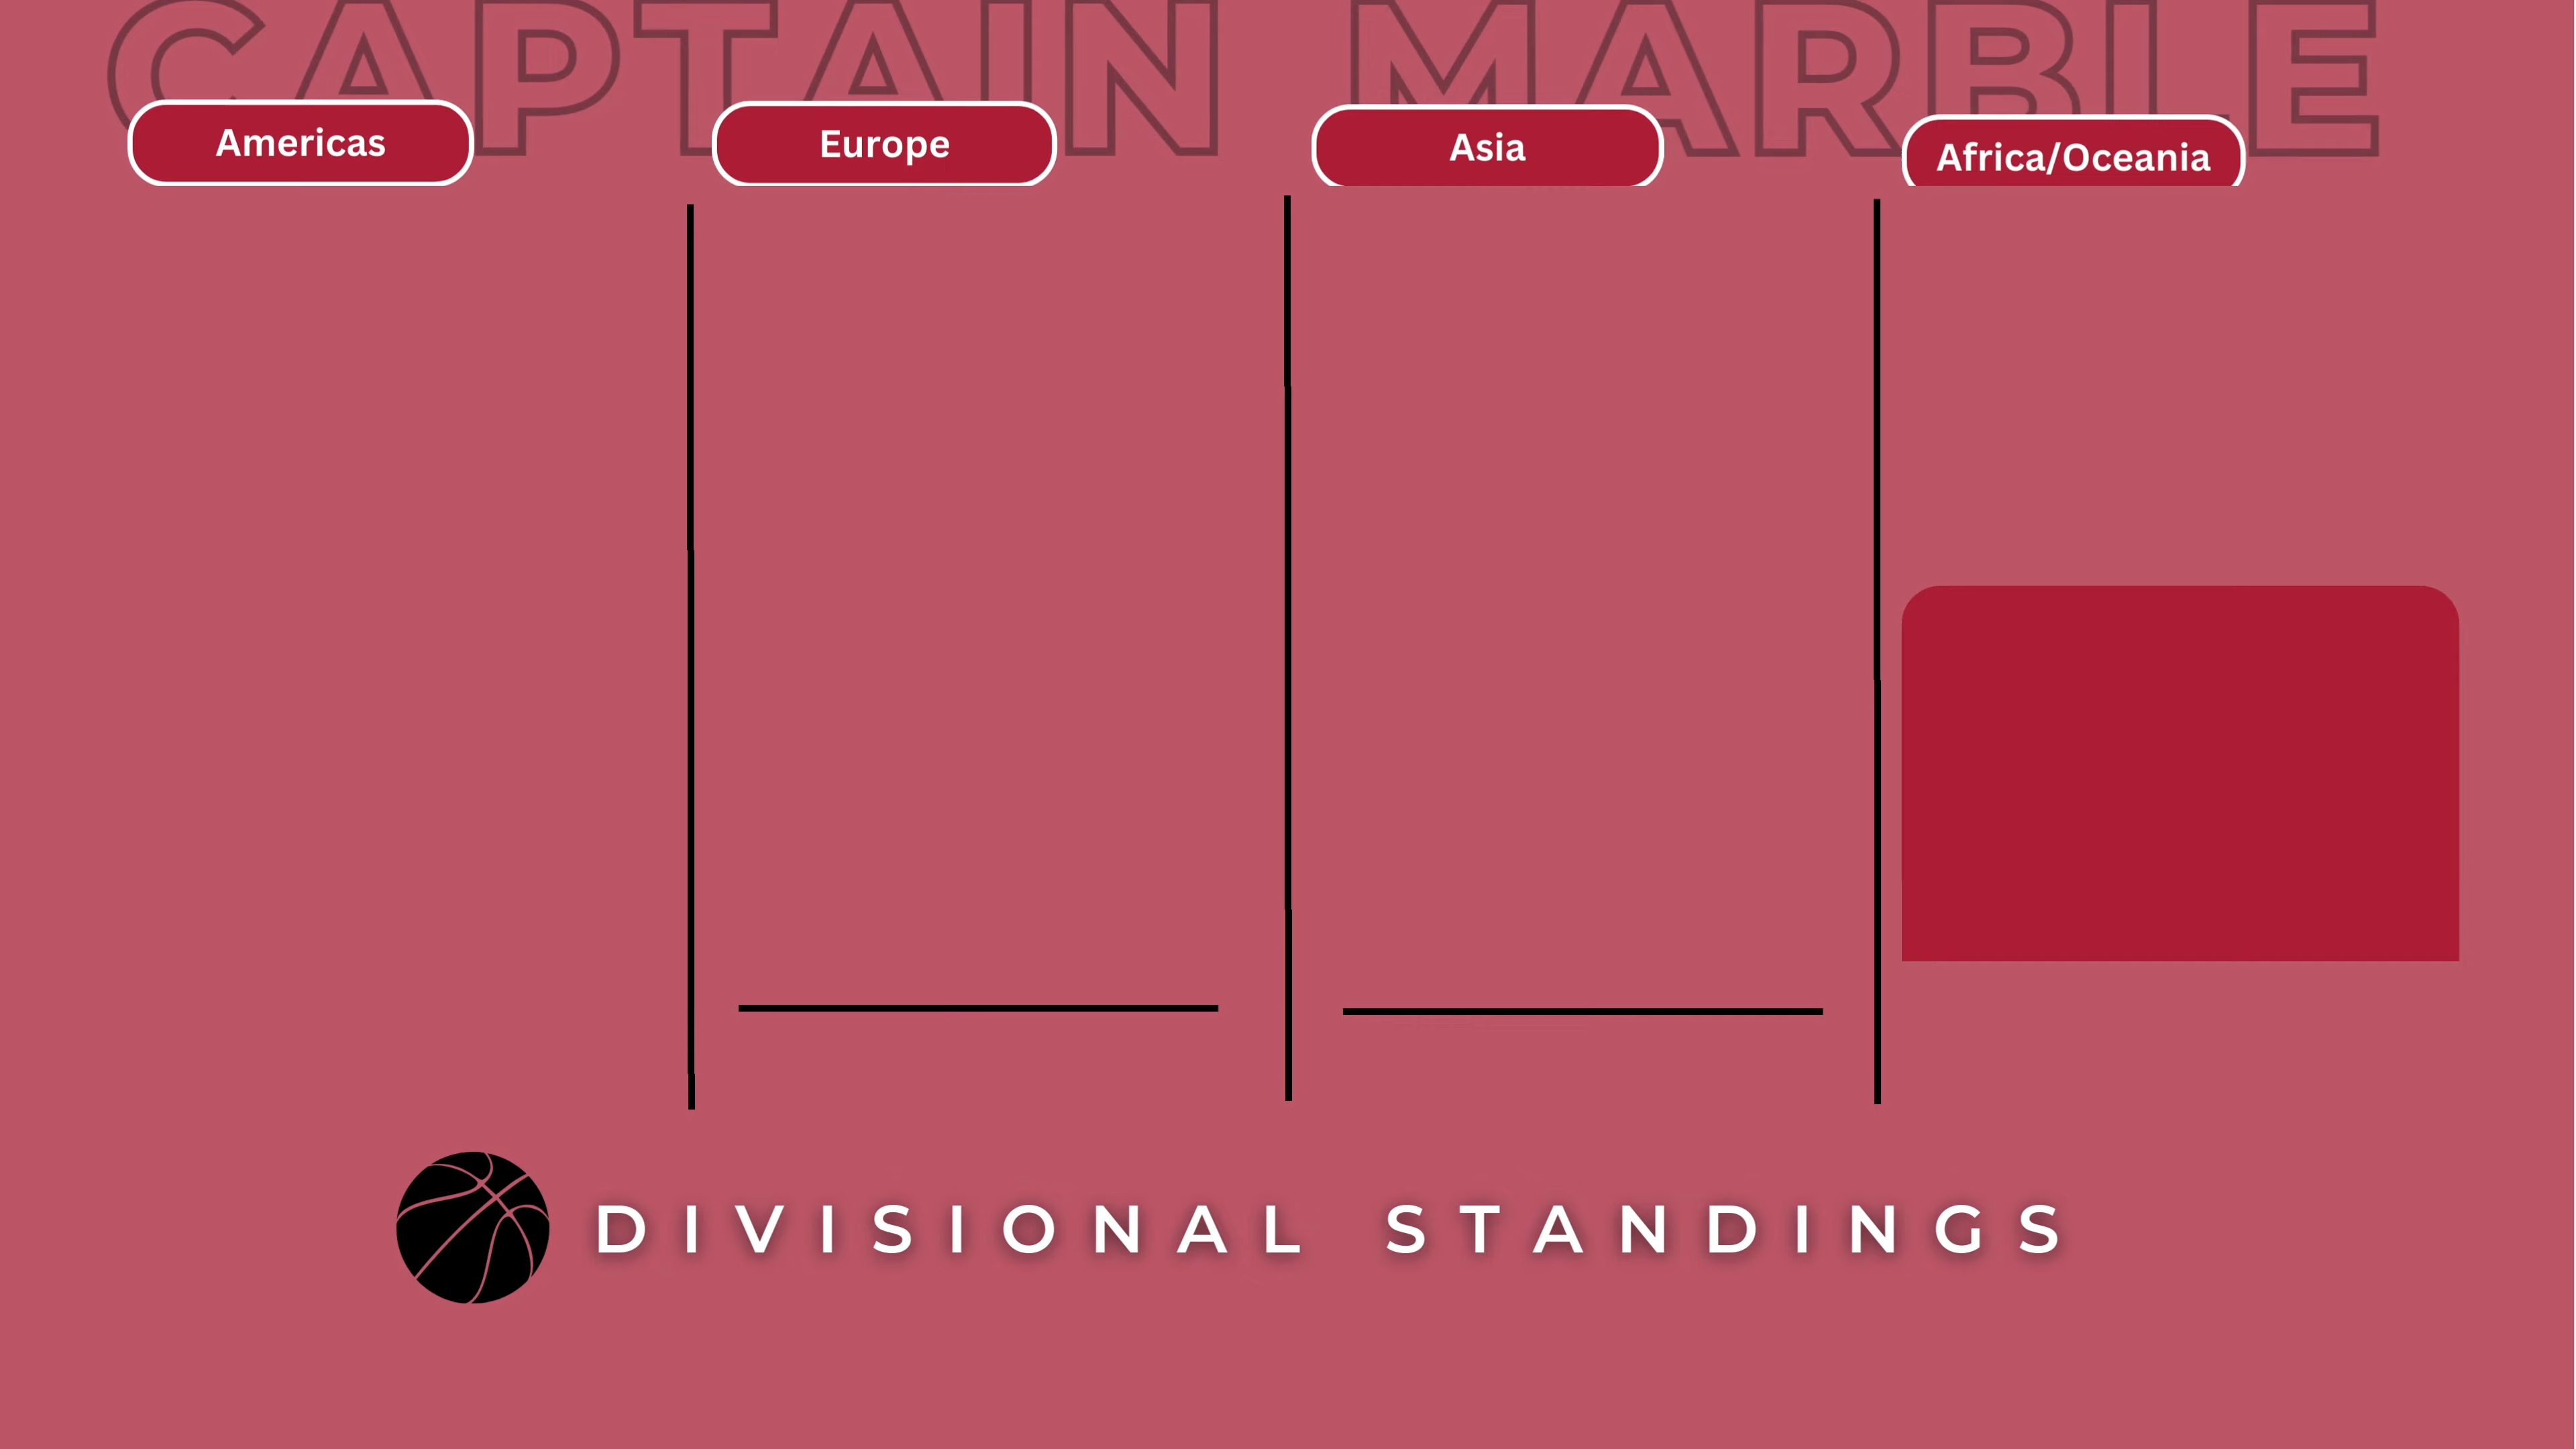 CAPTAIN MARBLE
Americas
Europe
Asia
Africa/Oceania
DIVISIONAL STANDINGS